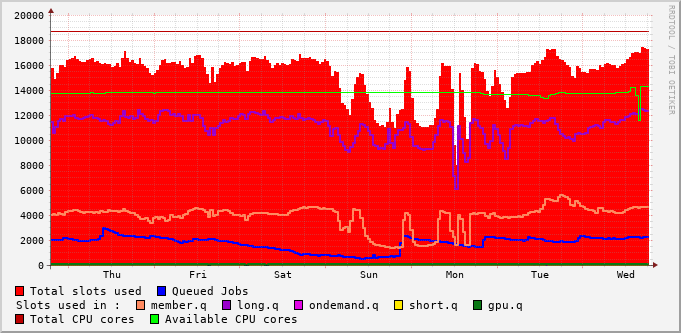 20000
18000
16000
14000
12000
10000
8000
6000
4000
2000
0
Thu Fri Sat Sun Mon Tue Wed
RRDTOOL / TOBI OETIKER
Total slots used Queued Jobs
Slots used in : member.q long.q ondemand.q short.q gpu.q
Total CPU cores Available CPU cores